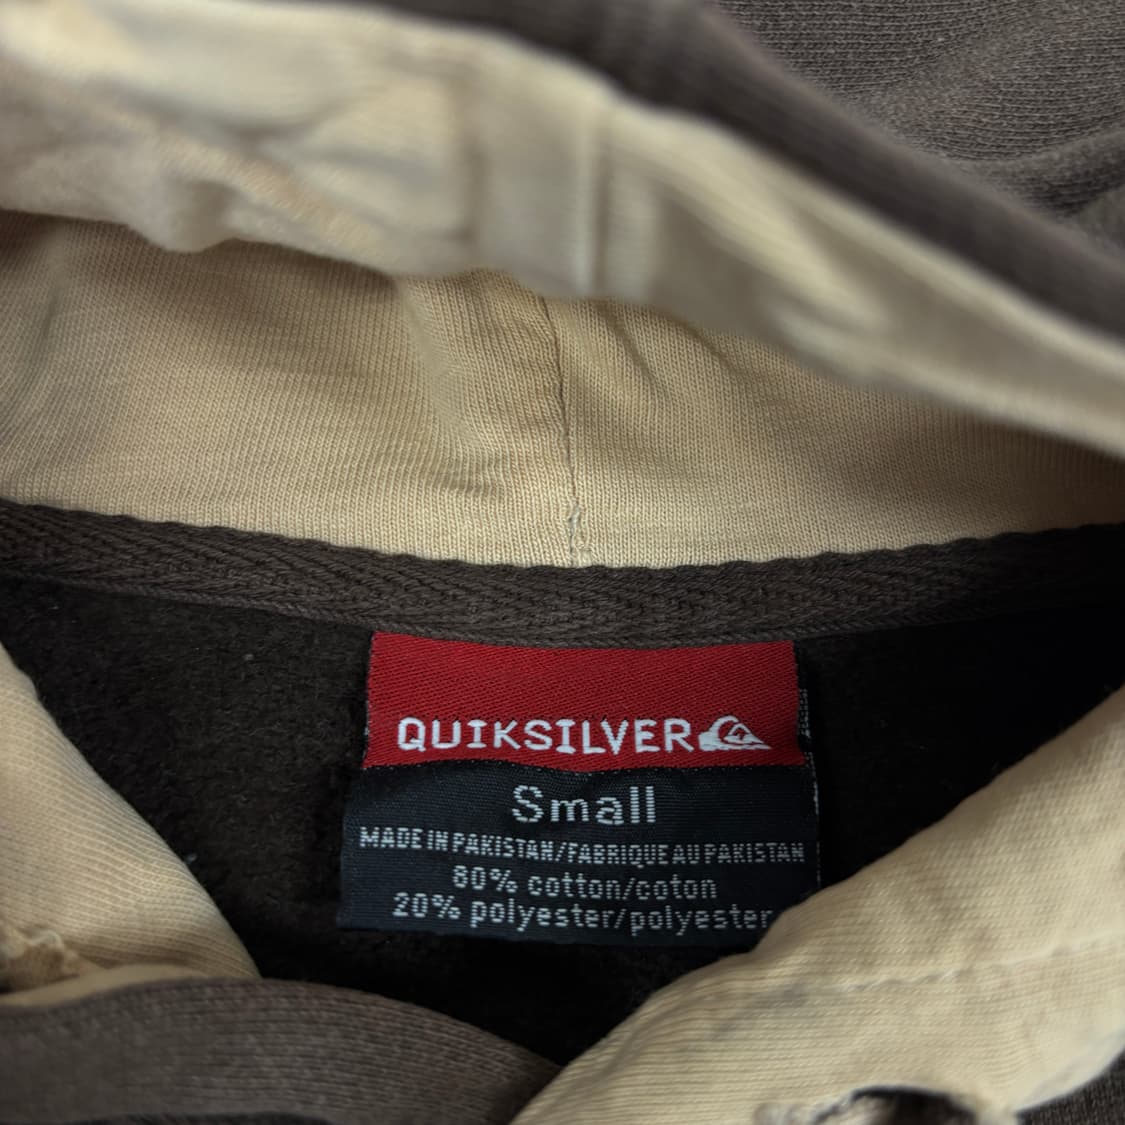 QUIKSILVER
Small
MADE IN PAKISTAN/FABRIQUE AU PAKISTAN
80% cotton/coton
20% polyester/polyester